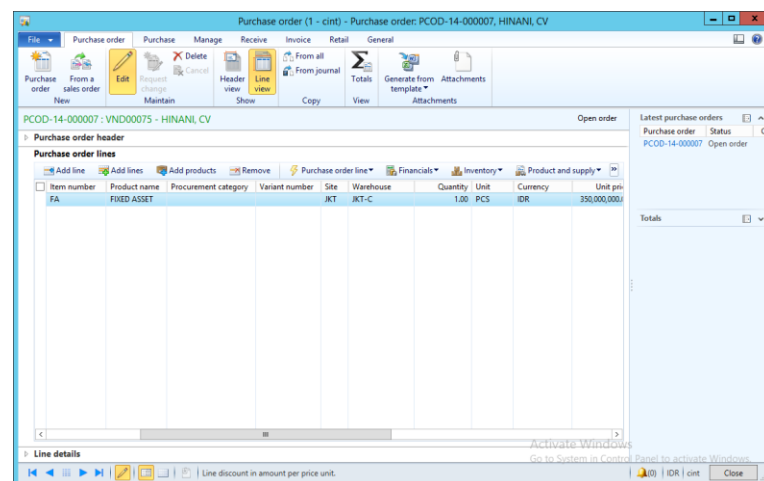 Purchase order (1 - cint) - Purchase order: PCOD-14-000007, HINANI, CV
File Purchase order Purchase Manage Receive Invoice Retail General
Purchase order
From a sales order
New
Edit
Request change
Delete
Cancel
Maintain
Header view
Line view
Show
From all
From journal
Copy
Totals
View
Generate from template
Attachments
Attachments
PCOD-14-000007 : VND00075 - HINANI, CV
Open order
Purchase order header
Purchase order lines
Add line Add lines Add products Remove Purchase order line Financials Inventory Product and supply
Item number Product name Procurement category Variant number Site Warehouse Quantity Unit Currency Unit pri
FA FIXED ASSET JKT JKT-C 1.00 PCS IDR 350,000,000.
Line details
Latest purchase orders
Purchase order Status
PCOD-14-000007 Open order
Totals
Activate Windows
Go to System in Control Panel to activate Windows.
Line discount in amount per price unit.
(0) IDR cint Close